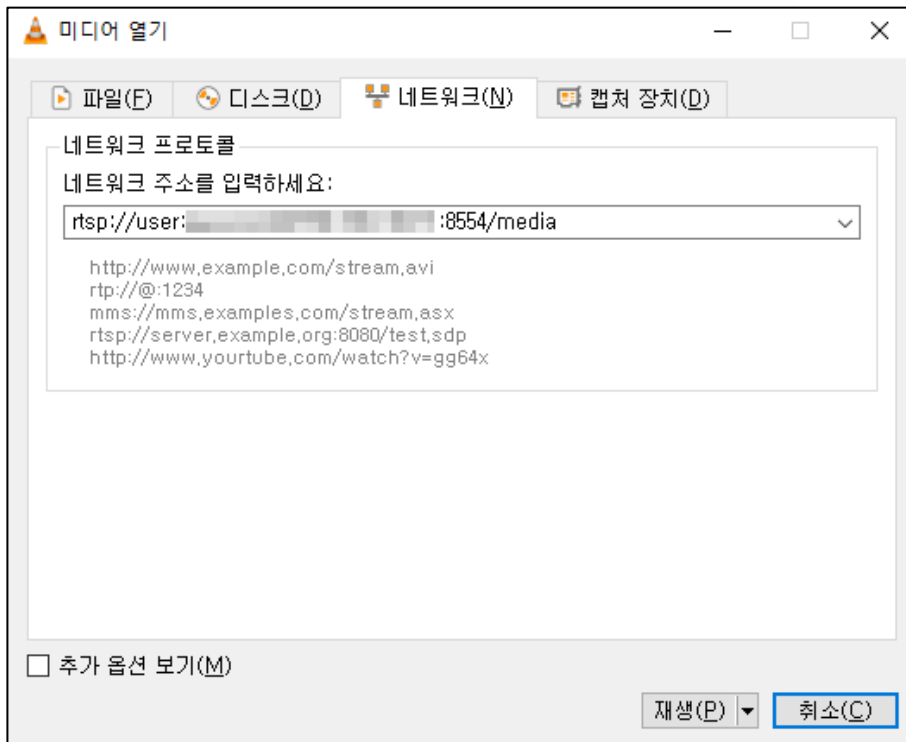 미디어 열기
파일(F) 디스크(D) 네트워크(N) 캡처 장치(D)
네트워크 프로토콜
네트워크 주소를 입력하세요:
rtsp://user: :8554/media
http://www.example.com/stream.avi
rtp://@:1234
mms://mms.examples.com/stream.asx
rtsp://server.example.org:8080/test.sdp
http://www.yourtube.com/watch?v=gg64x
추가 옵션 보기(M)
재생(P) 취소(C)